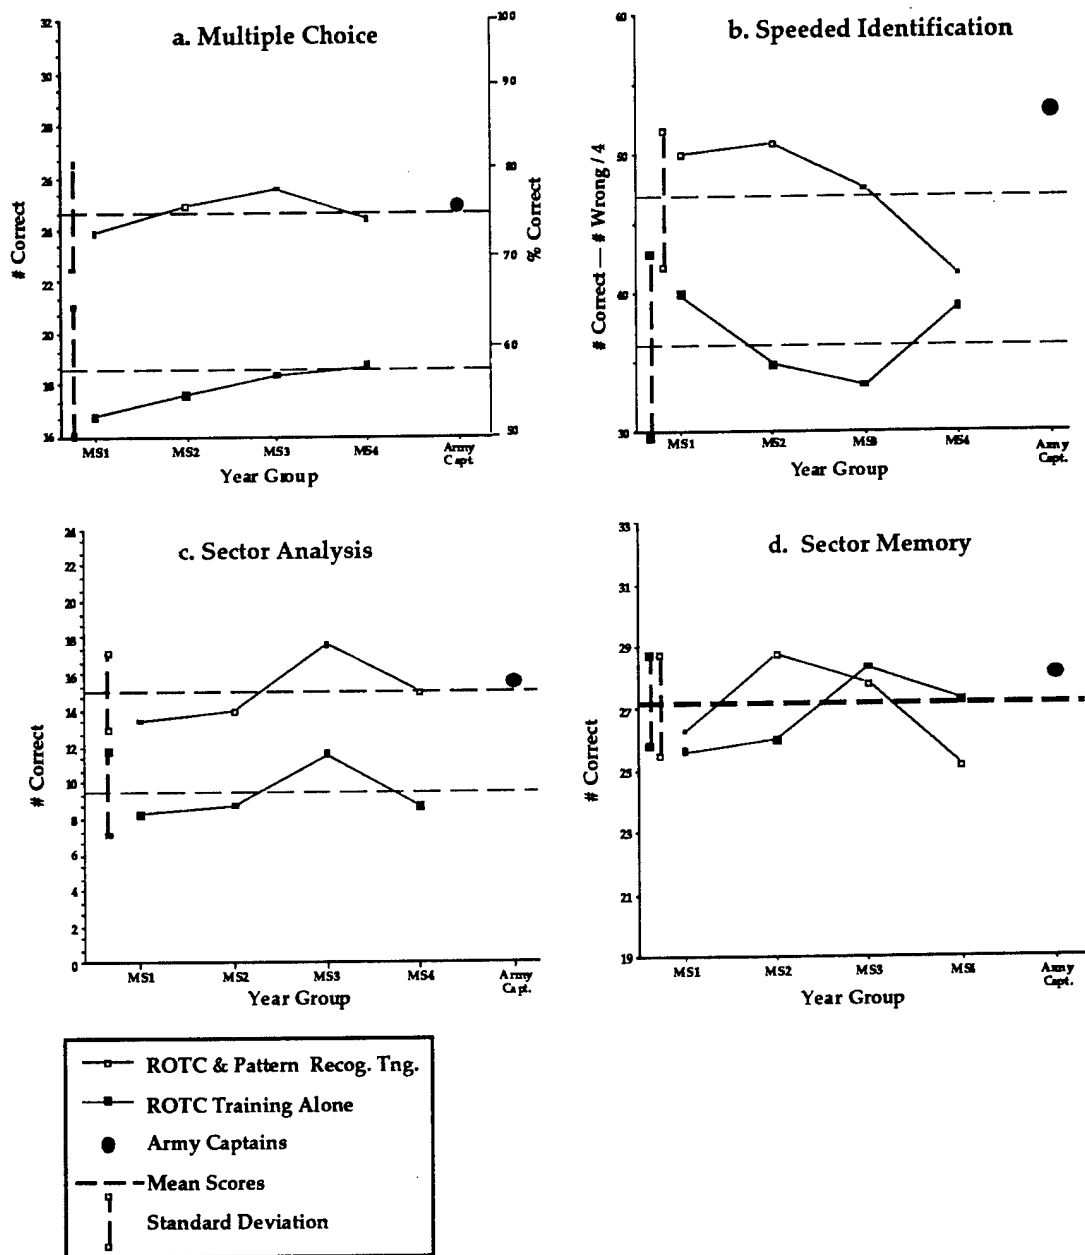 a. Multiple Choice
32
30
28
26
24
22
20
18
16
# Correct
100
90
80
70
60
50
% Correct
MS1 MS2 MS3 MS4 Army Capt.
Year Group
b. Speeded Identification
60
50
40
30
# Correct — # Wrong / 4
MS1 MS2 MS3 MS4 Army Capt.
Year Group
c. Sector Analysis
24
22
20
18
16
14
12
10
8
6
4
2
0
# Correct
MS1 MS2 MS3 MS4 Army Capt.
Year Group
d. Sector Memory
33
31
29
27
25
23
21
19
# Correct
MS1 MS2 MS3 MS4 Army Capt.
Year Group
ROTC & Pattern Recog. Tng.
ROTC Training Alone
Army Captains
Mean Scores
Standard Deviation